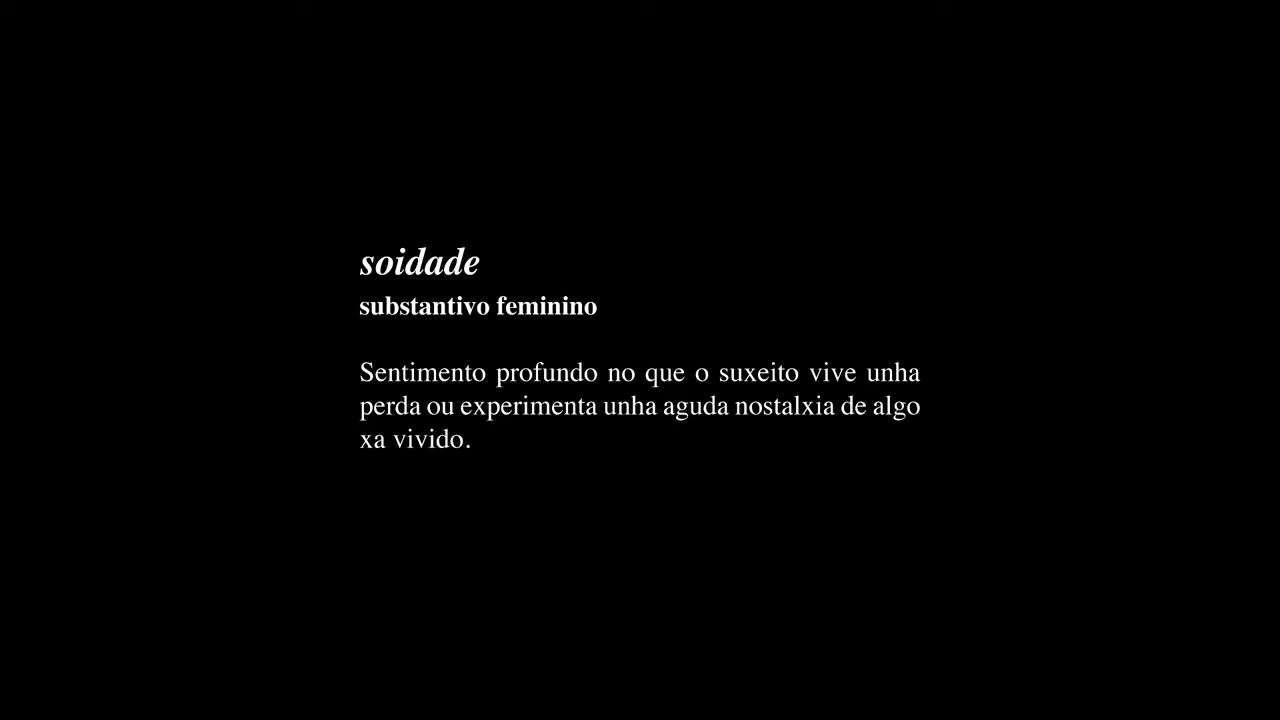 soidade
substantivo feminino
Sentimento profundo no que o suxeito vive unha
perda ou experimenta unha aguda nostalxia de algo
xa vivido.